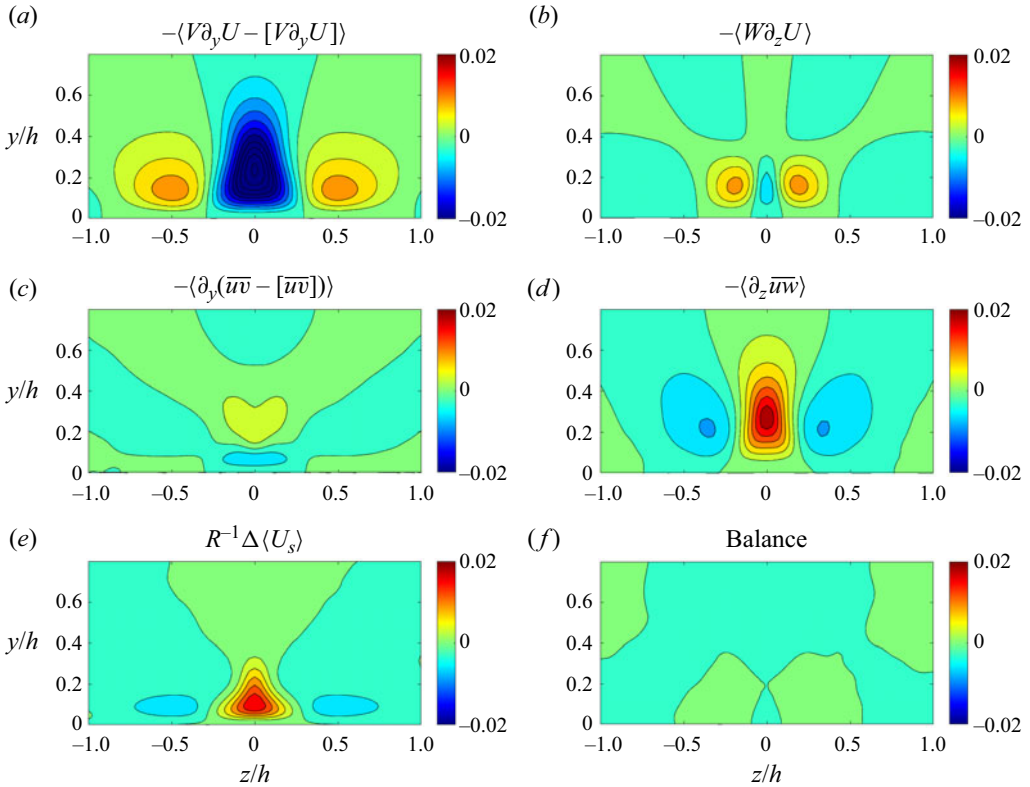 (a) –⟨V∂yU – [V∂yU]⟩
(b) –⟨W∂zU⟩
0.8 0.4 0.2 0
y/h
–1.0 –0.5 0 0.5 1.0
0.02 0 –0.02
0.8 0.4 0.2 0
–1.0 –0.5 0 0.5 1.0
0.02 0 –0.02
(c) –⟨∂y(uv – [uv])⟩
(d) –⟨∂zuw⟩
0.8 0.4 0.2 0
y/h
–1.0 –0.5 0 0.5 1.0
0.02 0 –0.02
0.8 0.4 0.2 0
–1.0 –0.5 0 0.5 1.0
0.02 0 –0.02
(e) R⁻¹Δ⟨Us⟩
(f) Balance
0.8 0.4 0.2 0
y/h
–1.0 –0.5 0 0.5 1.0
z/h
0.02 0 –0.02
0.8 0.4 0.2 0
–1.0 –0.5 0 0.5 1.0
z/h
0.02 0 –0.02